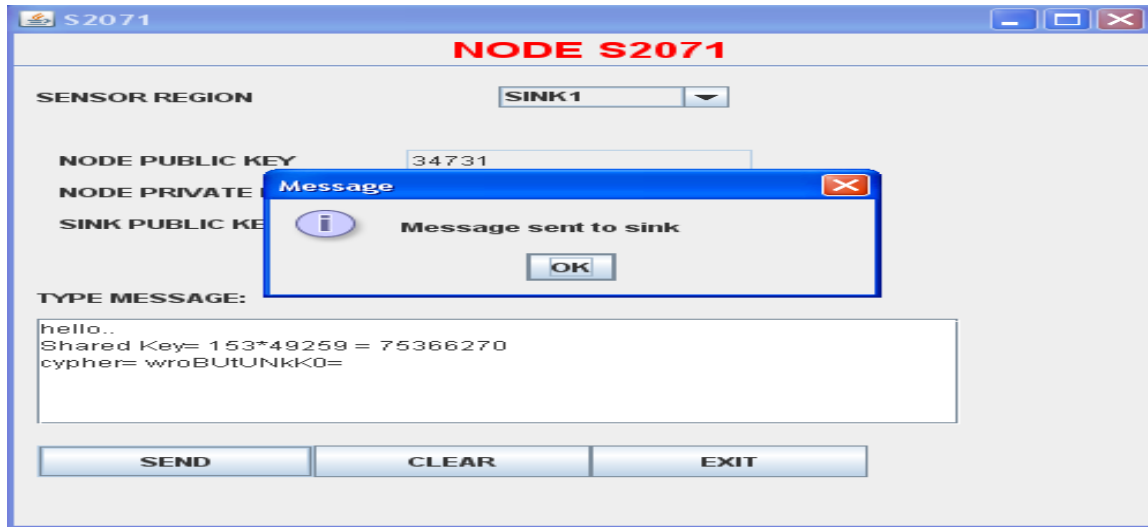 S2071
NODE S2071
SENSOR REGION SINK1
NODE PUBLIC KEY 34731
NODE PRIVATE
SINK PUBLIC KE
Message
Message sent to sink
OK
TYPE MESSAGE:
hello..
Shared Key= 153*49259 = 75366270
cypher= wroBUtUNkK0=
SEND CLEAR EXIT